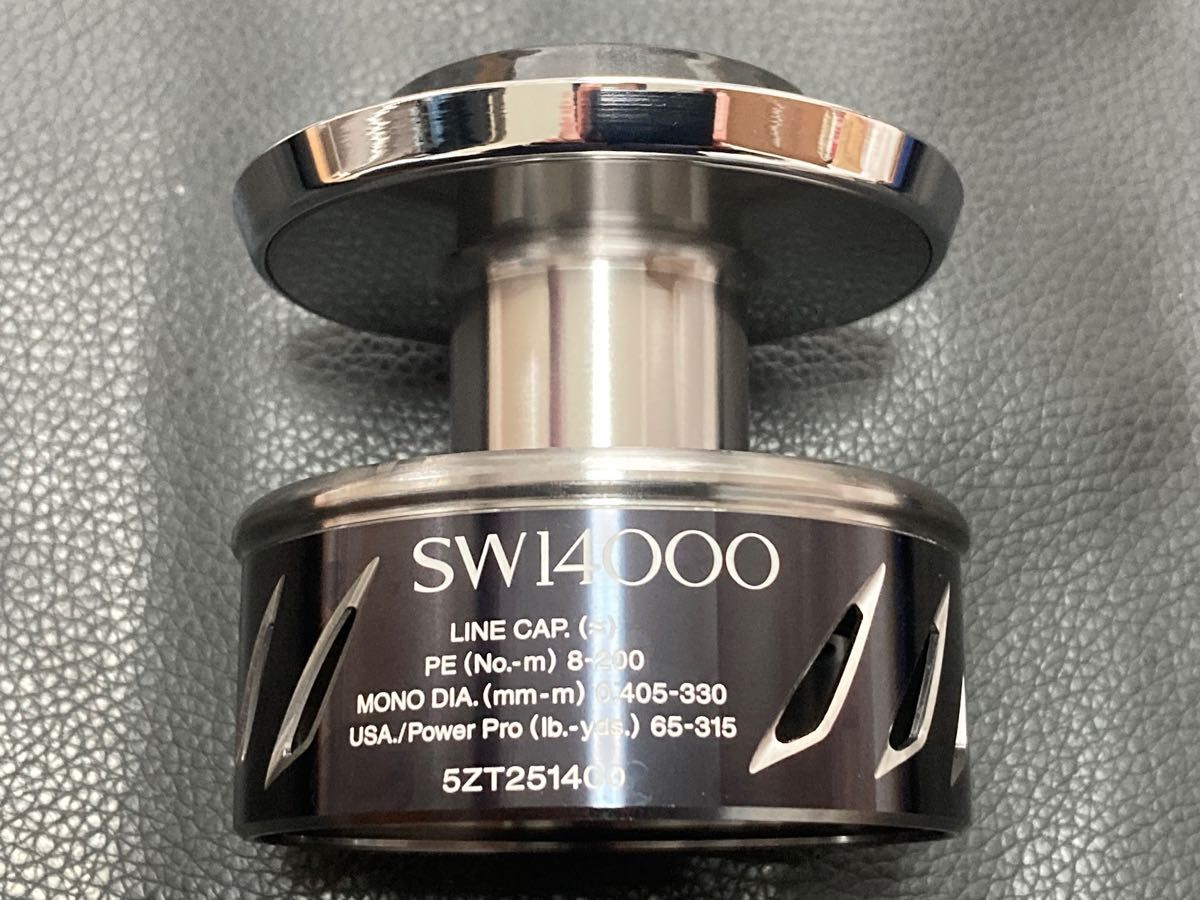 SW14000
LINE CAP. (~)
PE (No.-m) 8-200
MONO DIA. (mm-m) 0.405-330
USA./Power Pro (lb.-yds.) 65-315